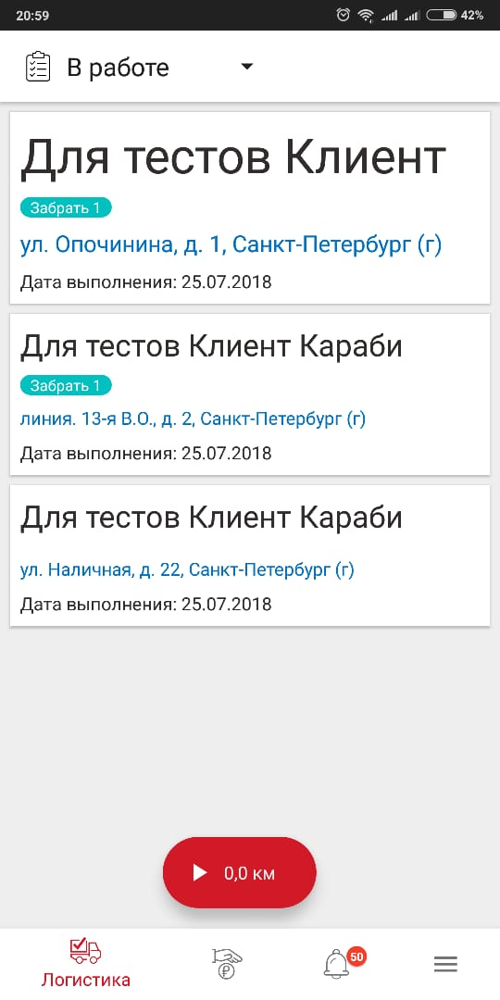 20:59
42%
В работе
Для тестов Клиент
Забрать 1
ул. Опочинина, д. 1, Санкт-Петербург (г)
Дата выполнения: 25.07.2018
Для тестов Клиент Караби
Забрать 1
линия. 13-я В.О., д. 2, Санкт-Петербург (г)
Дата выполнения: 25.07.2018
Для тестов Клиент Караби
ул. Наличная, д. 22, Санкт-Петербург (г)
Дата выполнения: 25.07.2018
0,0 км
50
Логистика